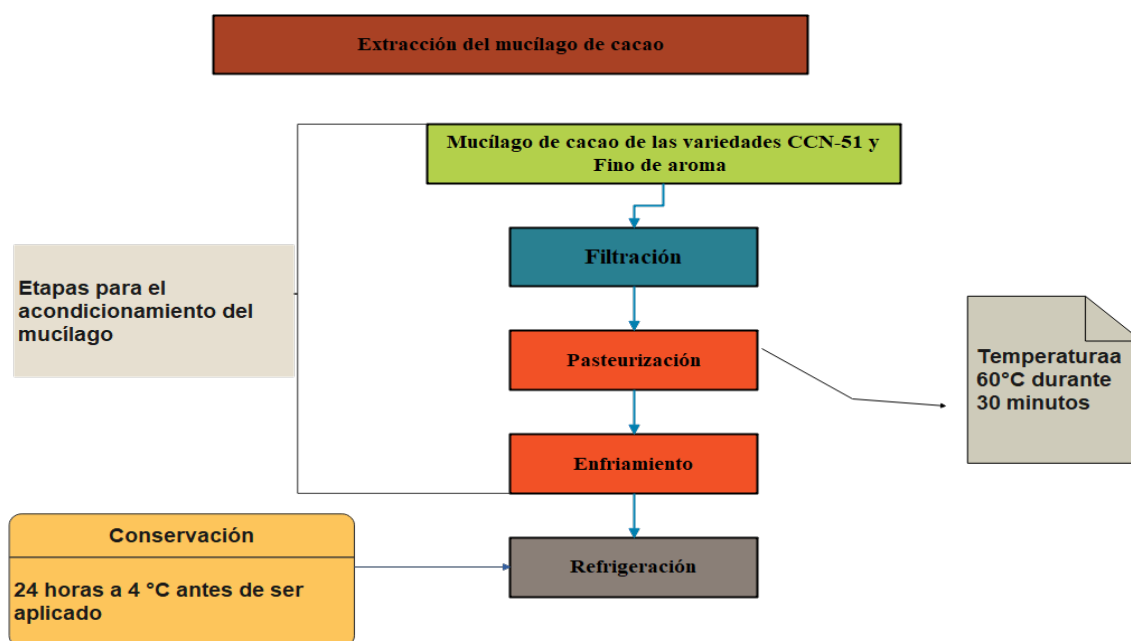 Extracción del mucílago de cacao
Mucílago de cacao de las variedades CCN-51 y
Fino de aroma
Filtración
Etapas para el
acondicionamiento del
mucílago
Pasteurización
Temperaturaa
60°C durante
30 minutos
Enfriamiento
Conservación
24 horas a 4 °C antes de ser
aplicado
Refrigeración